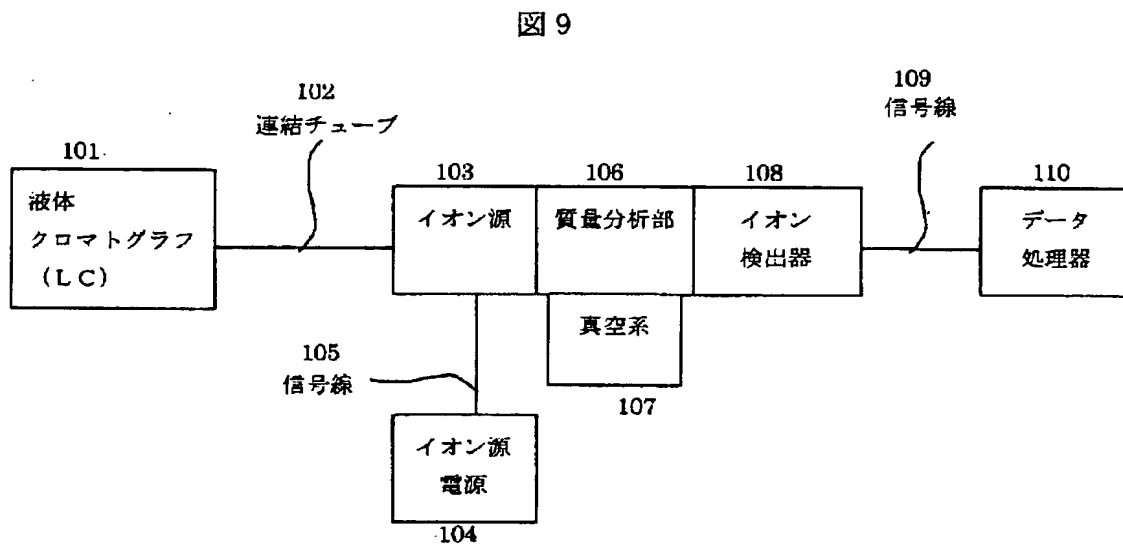 図9
102
連結チューブ
109
信号線
101
液体
クロマトグラフ
(LC)
103
イオン源
106
質量分析部
108
イオン
検出器
110
データ
処理器
真空系
107
105
信号線
イオン源
電源
104